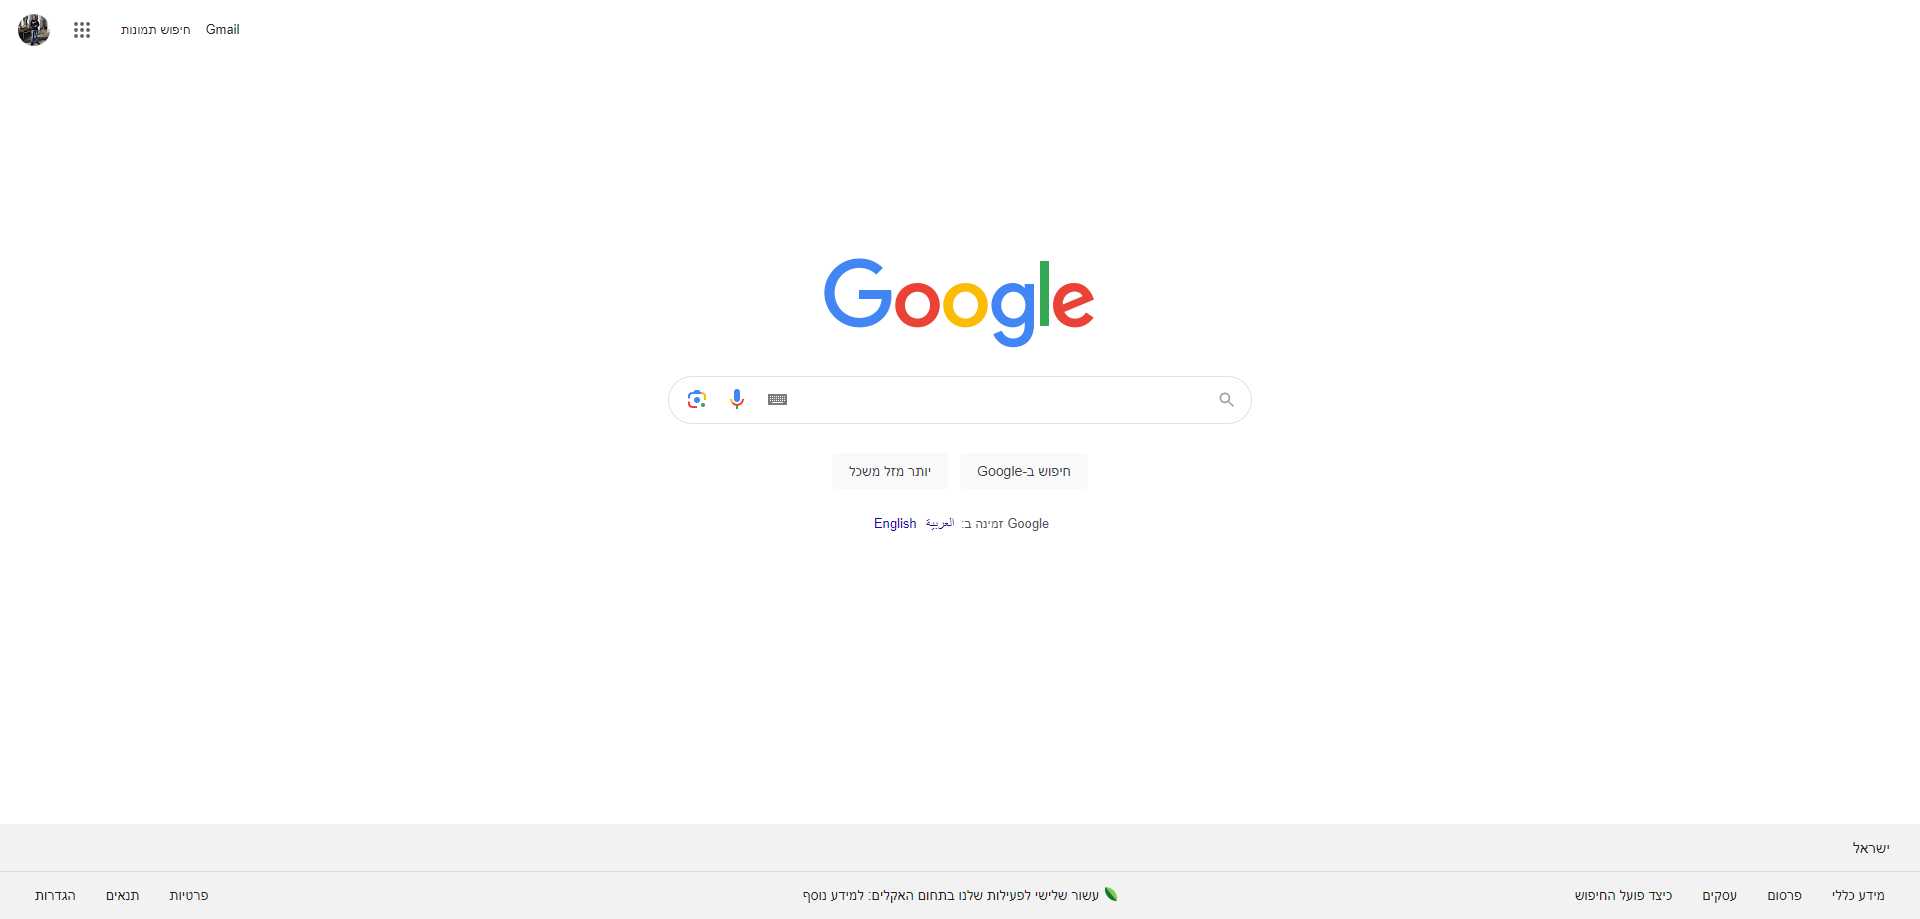 Gmail חיפוש תמונות
Google
חיפוש ב-Google יותר מזל משכל
Google זמינה ב: العربية English
ישראל
מידע כללי פרסום עסקים כיצד פועל החיפוש עשור שלישי לפעילות שלנו בתחום האקלים: למידע נוסף פרטיות תנאים הגדרות